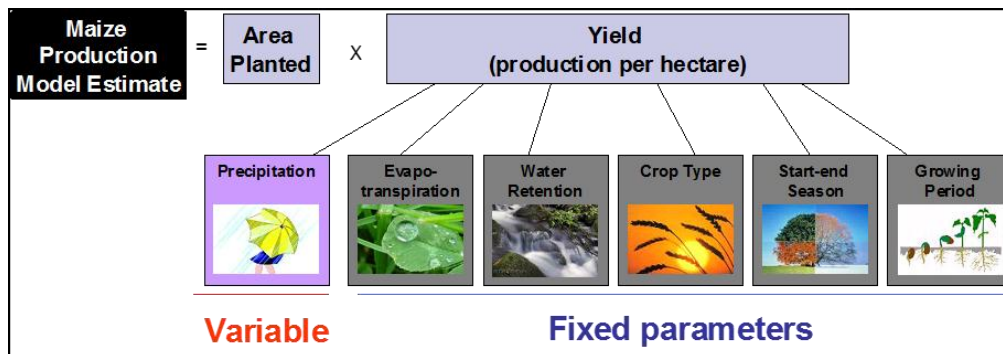 Maize
Production
Model Estimate
=
Area
Planted
X
Yield
(production per hectare)
Precipitation
Evapo-
transpiration
Water
Retention
Crop Type
Start-end
Season
Growing
Period
Variable
Fixed parameters